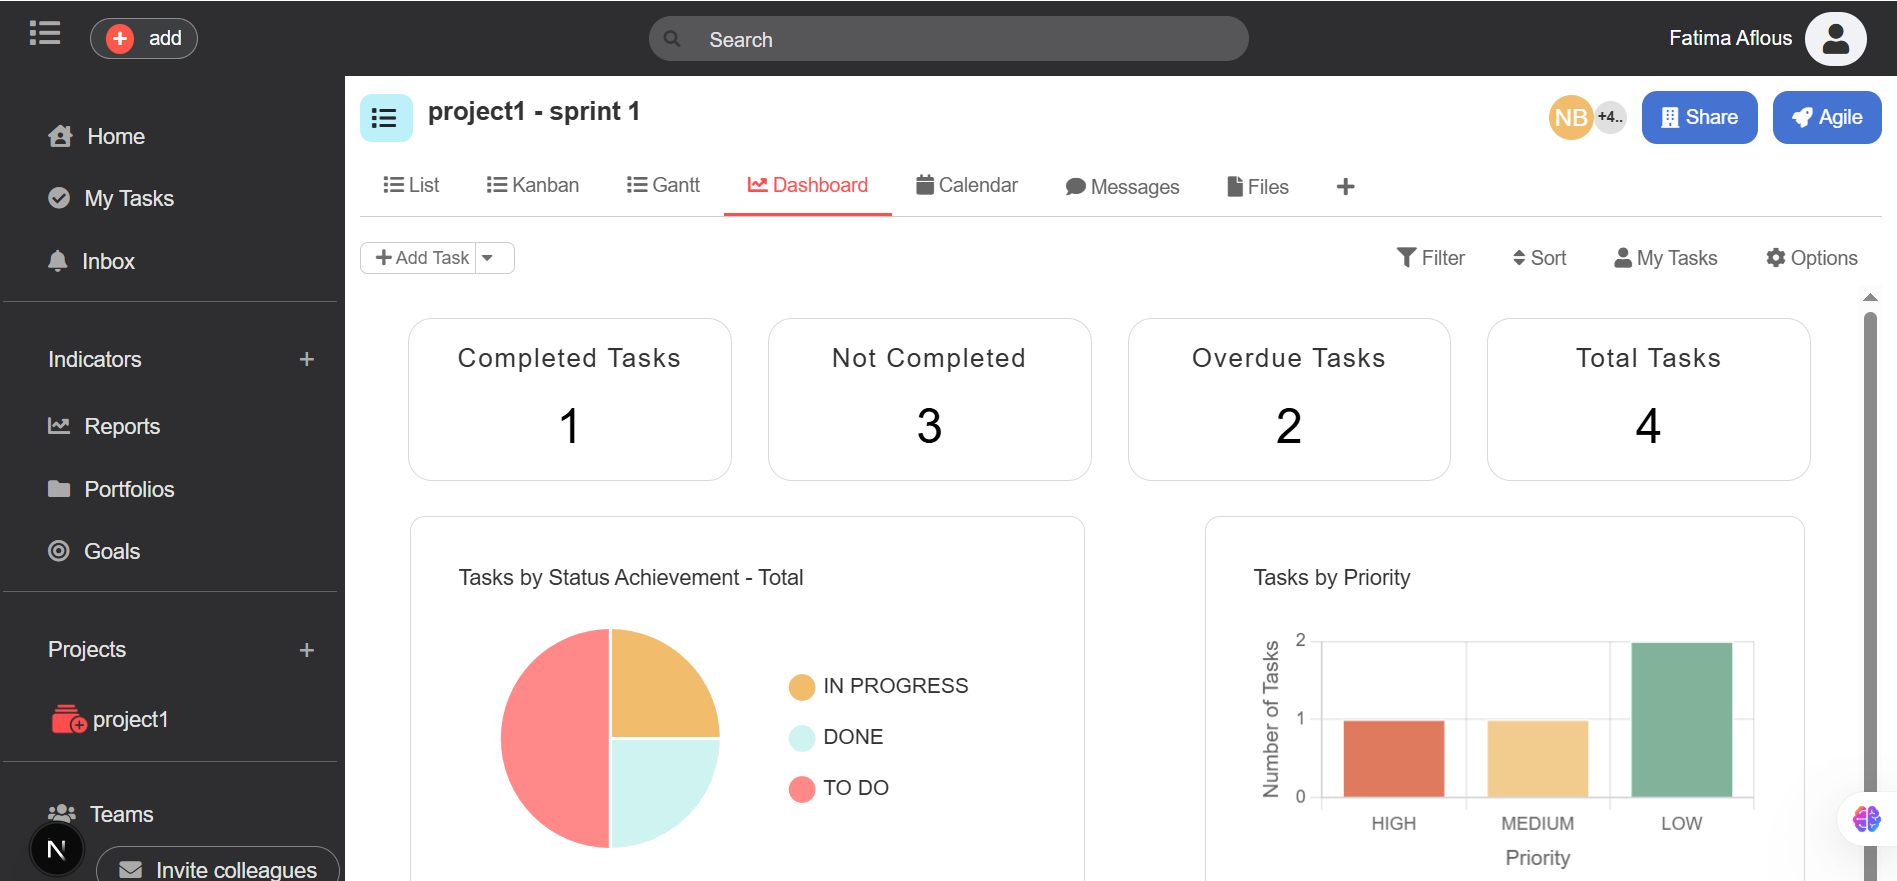 add
Search
Fatima Aflous
Home
My Tasks
Inbox
Indicators +
Reports
Portfolios
Goals
Projects +
project1
Teams
N
Invite colleagues
project1 - sprint 1
NB +4..
Share
Agile
List Kanban Gantt Dashboard Calendar Messages Files +
+ Add Task
Filter Sort My Tasks Options
Completed Tasks
1
Not Completed
3
Overdue Tasks
2
Total Tasks
4
Tasks by Status Achievement - Total
IN PROGRESS
DONE
TO DO
Tasks by Priority
Number of Tasks
2
1
0
HIGH MEDIUM LOW
Priority